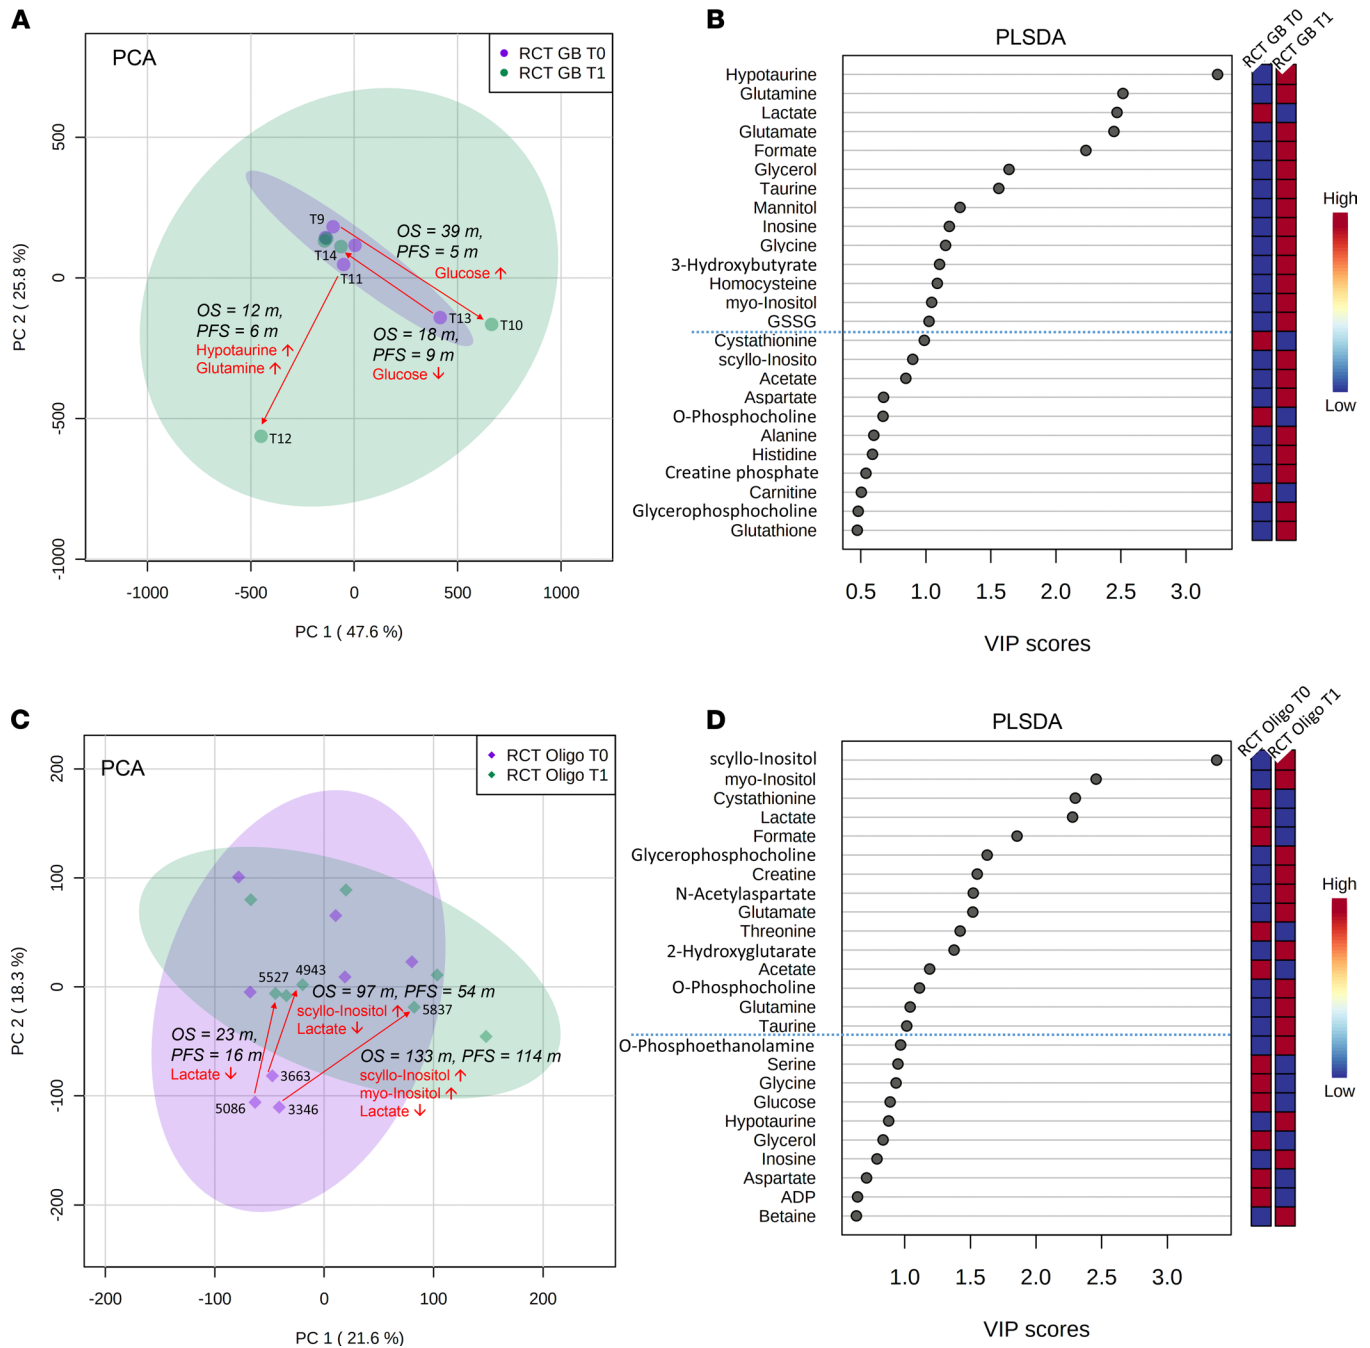 A
PCA
RCT GB T0
RCT GB T1
T9
T14
T11
T13
T10
T12
OS = 39 m,
PFS = 5 m
Glucose ↑
OS = 12 m,
PFS = 6 m
Hypotaurine ↑
Glutamine ↑
OS = 18 m,
PFS = 9 m
Glucose ↓
500
0
-500
-1000
PC 2 ( 25.8 %)
-1000 -500 0 500 1000
PC 1 ( 47.6 %)
B
PLSDA
RCT GB T0
RCT GB T1
Hypotaurine
Glutamine
Lactate
Glutamate
Formate
Glycerol
Taurine
Mannitol
Inosine
Glycine
3-Hydroxybutyrate
Homocysteine
myo-Inositol
GSSG
Cystathionine
scyllo-Inosito
Acetate
Aspartate
O-Phosphocholine
Alanine
Histidine
Creatine phosphate
Carnitine
Glycerophosphocholine
Glutathione
0.5 1.0 1.5 2.0 2.5 3.0
VIP scores
High
Low
C
PCA
RCT Oligo T0
RCT Oligo T1
5527
4943
5837
3663
5086
3346
OS = 97 m, PFS = 54 m
scyllo-Inositol ↑
Lactate ↓
OS = 23 m,
PFS = 16 m
Lactate ↓
OS = 133 m, PFS = 114 m
scyllo-Inositol ↑
myo-Inositol ↑
Lactate ↓
200
100
0
-100
-200
PC 2 ( 18.3 %)
-200 -100 0 100 200
PC 1 ( 21.6 %)
D
PLSDA
RCT Oligo T0
RCT Oligo T1
scyllo-Inositol
myo-Inositol
Cystathionine
Lactate
Formate
Glycerophosphocholine
Creatine
N-Acetylaspartate
Glutamate
Threonine
2-Hydroxyglutarate
Acetate
O-Phosphocholine
Glutamine
Taurine
O-Phosphoethanolamine
Serine
Glycine
Glucose
Hypotaurine
Glycerol
Inosine
Aspartate
ADP
Betaine
1.0 1.5 2.0 2.5 3.0
VIP scores
High
Low